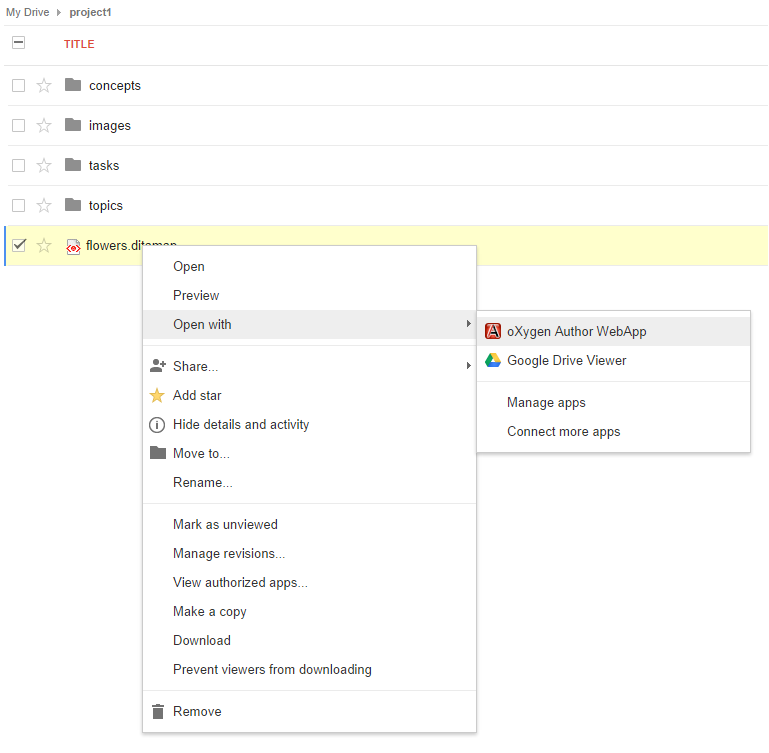 My Drive project1
TITLE
concepts
images
tasks
topics
flowers.ditamap
Open
Preview
Open with
Share...
Add star
Hide details and activity
Move to...
Rename...
Mark as unviewed
Manage revisions...
View authorized apps...
Make a copy
Download
Prevent viewers from downloading
Remove
oXygen Author WebApp
Google Drive Viewer
Manage apps
Connect more apps